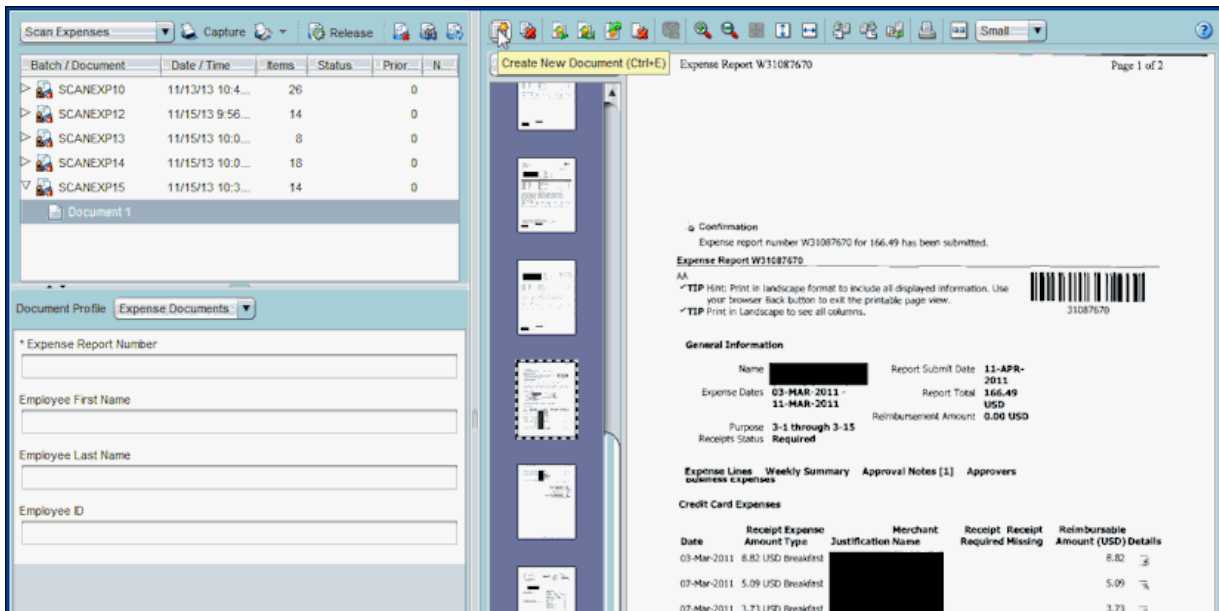 Scan Expenses Capture Release Small
Create New Document (Ctrl+E)
Batch / Document Date / Time Items Status Prior... N...
SCANEXP10 11/13/13 10:4... 26 0
SCANEXP12 11/15/13 9:56... 14 0
SCANEXP13 11/15/13 10:0... 8 0
SCANEXP14 11/15/13 10:0... 18 0
SCANEXP15 11/15/13 10:3... 14 0
Document 1
Document Profile Expense Documents
* Expense Report Number
Employee First Name
Employee Last Name
Employee ID
Expense Report W31087670 Page 1 of 2
Confirmation
Expense report number W31087670 for 166.49 has been submitted.
Expense Report W31087670
AA
TIP Hint: Print in landscape format to include all displayed information. Use
your browser Back button to exit the printable page view.
TIP Print in Landscape to see all columns.
31087670
General Information
Name Report Submit Date 11-APR-
2011
Expense Dates 03-MAR-2011 - Report Total 166.49
11-MAR-2011 USD
Reimbursement Amount 0.00 USD
Purpose 3-1 through 3-15
Receipts Status Required
Expense Lines Weekly Summary Approval Notes [1] Approvers
Business Expenses
Credit Card Expenses
Receipt Expense Merchant Receipt Receipt Reimbursable
Date Amount Type Justification Name Required Missing Amount (USD) Details
03-Mar-2011 8.82 USD Breakfast 8.82
07-Mar-2011 5.09 USD Breakfast 5.09
07-Mar-2011 3.73 USD Breakfast 3.73